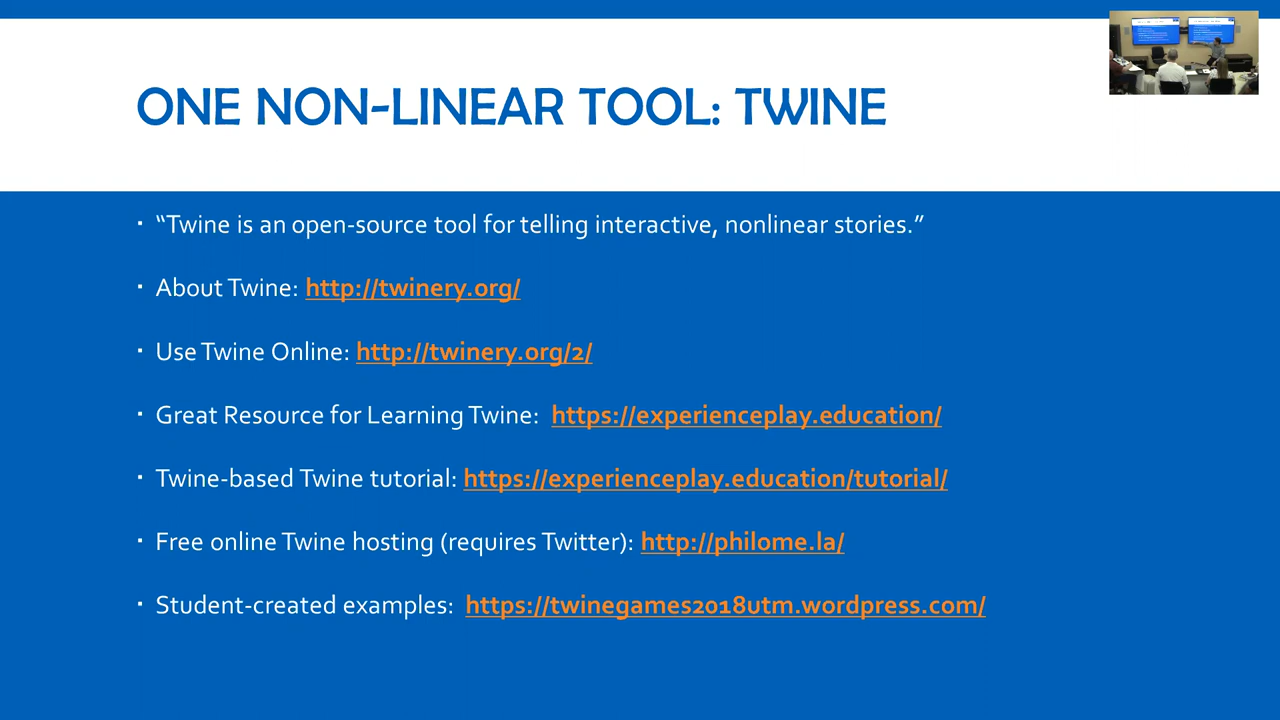 ONE NON-LINEAR TOOL: TWINE
▪ “Twine is an open-source tool for telling interactive, nonlinear stories.”
▪ About Twine: http://twinery.org/
▪ Use Twine Online: http://twinery.org/2/
▪ Great Resource for Learning Twine: https://experienceplay.education/
▪ Twine-based Twine tutorial: https://experienceplay.education/tutorial/
▪ Free online Twine hosting (requires Twitter): http://philome.la/
▪ Student-created examples: https://twinegames2018utm.wordpress.com/